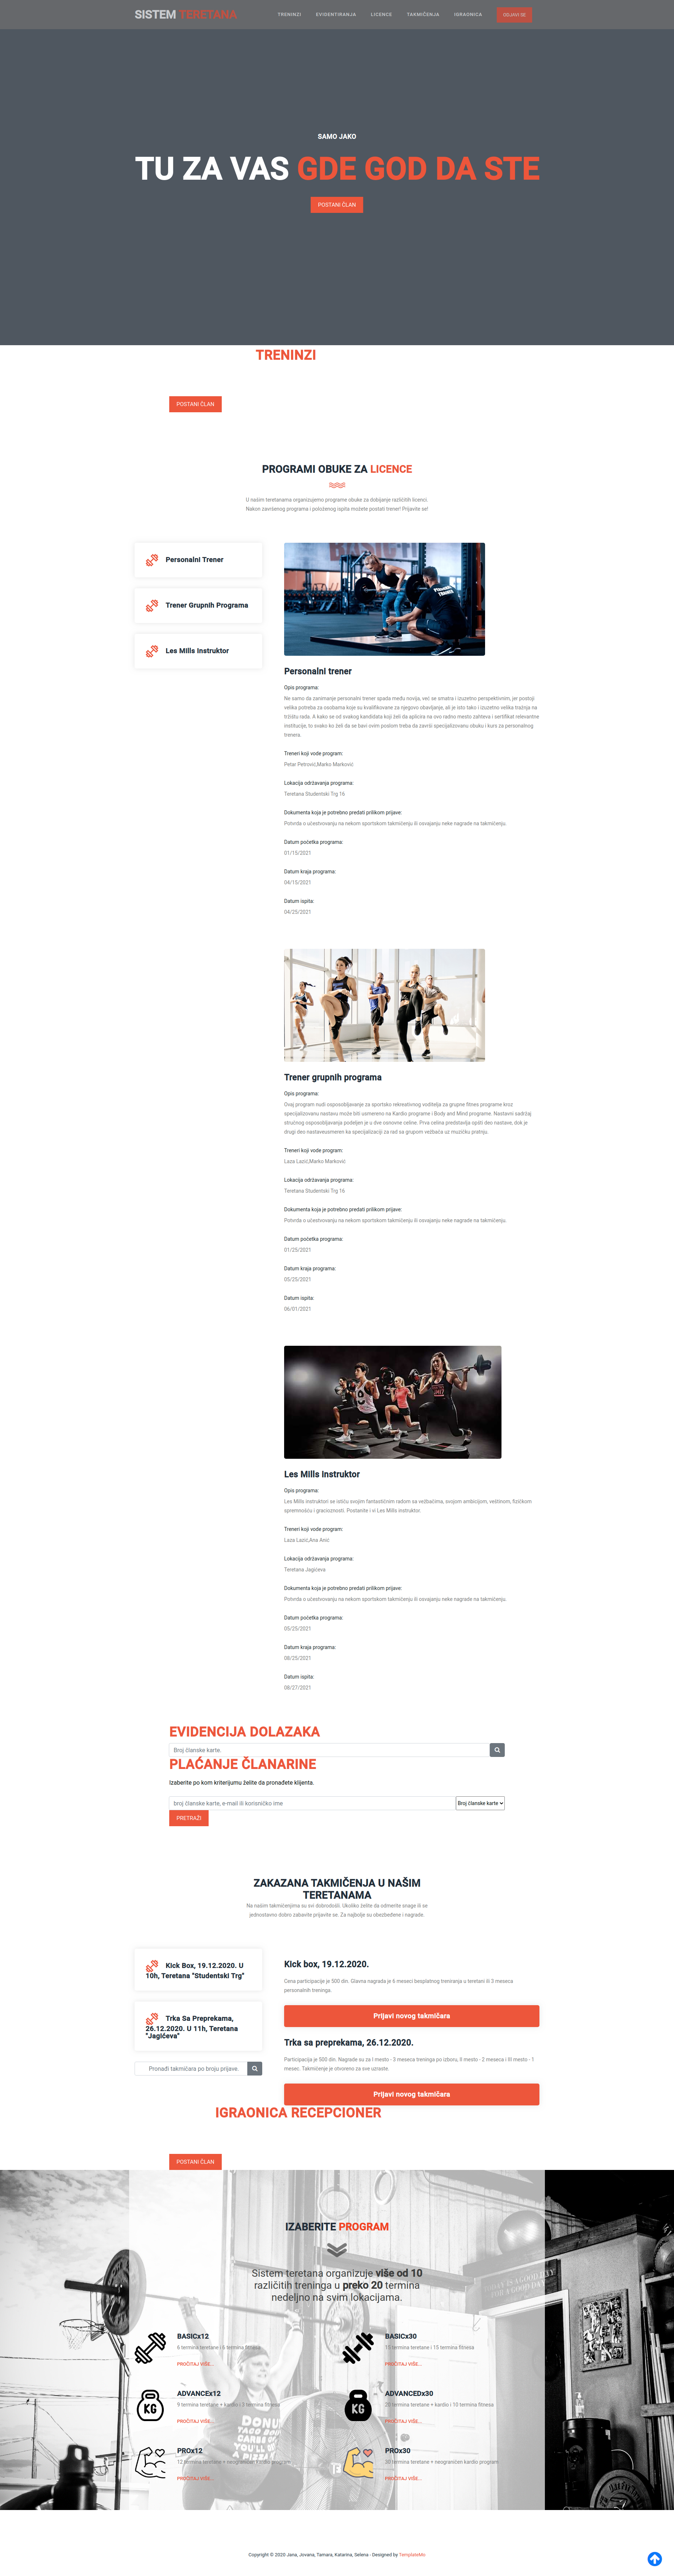 SISTEM TERETANA
TRENINZI
EVIDENTIRANJA
LICENCE
TAKMIČENJA
IGRAONICA
ODJAVI SE
SAMO JAKO
TU ZA VAS GDE GOD DA STE
POSTANI ČLAN
TRENINZI
POSTANI ČLAN
PROGRAMI OBUKE ZA LICENCE
U našim teretanama organizujemo programe obuke za dobijanje različitih licenci.
Nakon završenog programa i položenog ispita možete postati trener! Prijavite se!
Personalni Trener
Trener Grupnih Programa
Les Mills Instruktor
Personalni trener
Opis programa:
Ne samo da zanimanje personalni trener spada među novija, već se smatra i izuzetno perspektivnim, jer postoji
velika potreba za osobama koje su kvalifikovane za njegovo obavljanje, ali je isto tako i izuzetno velika tražnja na
tržištu rada. A kako se od svakog kandidata koji želi da aplicira na ovo radno mesto zahteva i sertifikat relevantne
institucije, to svako ko želi da se bavi ovim poslom treba da završi specijalizovanu obuku i kurs za personalnog
trenera.
Treneri koji vode program:
Petar Petrović,Marko Marković
Lokacija održavanja programa:
Teretana Studentski Trg 16
Dokumenta koja je potrebno predati prilikom prijave:
Potvrda o učestvovanju na nekom sportskom takmičenju ili osvajanju neke nagrade na takmičenju.
Datum početka programa:
01/15/2021
Datum kraja programa:
04/15/2021
Datum ispita:
04/25/2021
Trener grupnih programa
Opis programa:
Ovaj program nudi osposobljavanje za sportsko rekreativnog voditelja za grupne fitnes programe kroz
specijalizovanu nastavu može biti usmereno na Kardio programe i Body and Mind programe. Nastavni sadržaj
stručnog osposobljavanja podeljen je u dve osnovne celine. Prva celina predstavlja opšti deo nastave, dok je
drugi deo nastaveusmeren ka specijalizaciji za rad sa grupom vežbača uz muzičku pratnju.
Treneri koji vode program:
Laza Lazić,Marko Marković
Lokacija održavanja programa:
Teretana Studentski Trg 16
Dokumenta koja je potrebno predati prilikom prijave:
Potvrda o učestvovanju na nekom sportskom takmičenju ili osvajanju neke nagrade na takmičenju.
Datum početka programa:
01/25/2021
Datum kraja programa:
05/25/2021
Datum ispita:
06/01/2021
Les Mills instruktor
Opis programa:
Les Mills instruktori se ističu svojim fantastičnim radom sa vežbačima, svojom ambicijom, veštinom, fizičkom
spremnošću i gracioznosti. Postanite i vi Les Mills instruktor.
Treneri koji vode program:
Laza Lazić,Ana Anić
Lokacija održavanja programa:
Teretana Jagićeva
Dokumenta koja je potrebno predati prilikom prijave:
Potvrda o učestvovanju na nekom sportskom takmičenju ili osvajanju neke nagrade na takmičenju.
Datum početka programa:
05/25/2021
Datum kraja programa:
08/25/2021
Datum ispita:
08/27/2021
EVIDENCIJA DOLAZAKA
Broj članske karte.
PLAĆANJE ČLANARINE
Izaberite po kom kriterijumu želite da pronađete klijenta.
broj članske karte, e-mail ili korisničko ime
Broj članske karte
PRETRAŽI
ZAKAZANA TAKMIČENJA U NAŠIM
TERETANAMA
Na našim takmičenjima su svi dobrodošli. Ukoliko želite da odmerite snage ili se
jednostavno dobro zabavite prijavite se. Za najbolje su obezbeđene i nagrade.
Kick Box, 19.12.2020. U
10h, Teretana "Studentski Trg"
Trka Sa Preprekama,
26.12.2020. U 11h, Teretana
"Jagićeva"
Pronađi takmičara po broju prijave.
Kick box, 19.12.2020.
Cena participacije je 500 din. Glavna nagrada je 6 meseci besplatnog treniranja u teretani ili 3 meseca
personalnih treninga.
Prijavi novog takmičara
Trka sa preprekama, 26.12.2020.
Participacija je 500 din. Nagrade su za I mesto - 3 meseca treninga po izboru, II mesto - 2 meseca i III mesto - 1
mesec. Takmičenje je otvoreno za sve uzraste.
Prijavi novog takmičara
IGRAONICA RECEPCIONER
POSTANI ČLAN
IZABERITE PROGRAM
Sistem teretana organizuje više od 10
različitih treninga u preko 20 termina
nedeljno na svim lokacijama.
BASICx12
6 termina teretane i 6 termina fitnesa
PROČITAJ VIŠE...
BASICx30
15 termina teretane i 15 termina fitnesa
PROČITAJ VIŠE...
ADVANCEx12
9 termina teretane + kardio i 3 termina fitnesa
PROČITAJ VIŠE...
ADVANCEDx30
20 termina teretane + kardio i 10 termina fitnesa
PROČITAJ VIŠE...
KG
KG
PROx12
12 termina teretane + neograničen kardio program
PROČITAJ VIŠE...
PROx30
30 termina teretane + neograničen kardio program
PROČITAJ VIŠE...
Copyright © 2020 Jana, Jovana, Tamara, Katarina, Selena - Designed by TemplateMo